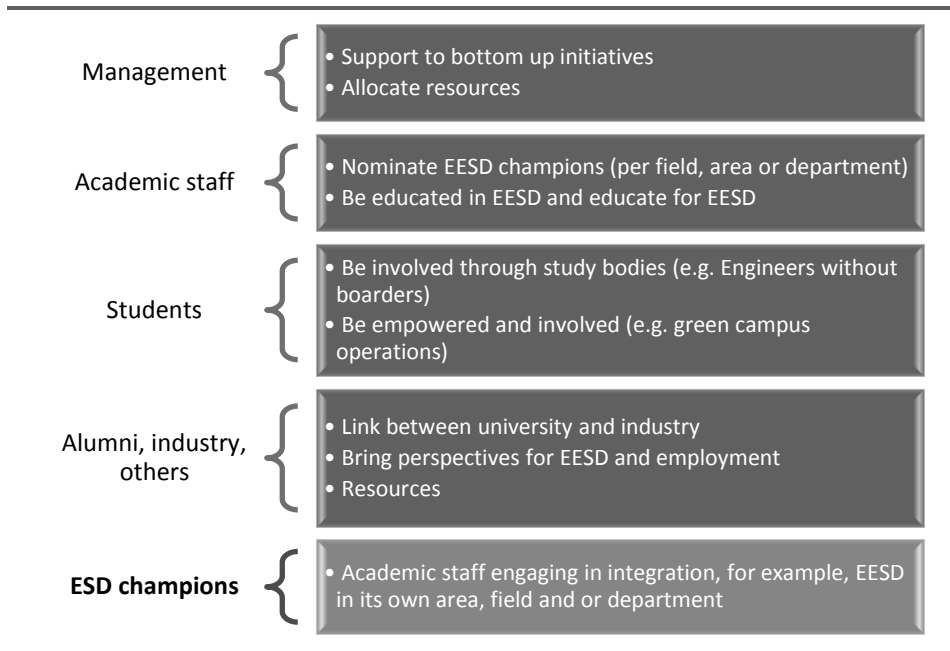 Management
• Support to bottom up initiatives
• Allocate resources
Academic staff
• Nominate EESD champions (per field, area or department)
• Be educated in EESD and educate for EESD
Students
• Be involved through study bodies (e.g. Engineers without
boarders)
• Be empowered and involved (e.g. green campus
operations)
Alumni, industry,
others
• Link between university and industry
• Bring perspectives for EESD and employment
• Resources
ESD champions
• Academic staff engaging in integration, for example, EESD
in its own area, field and or department